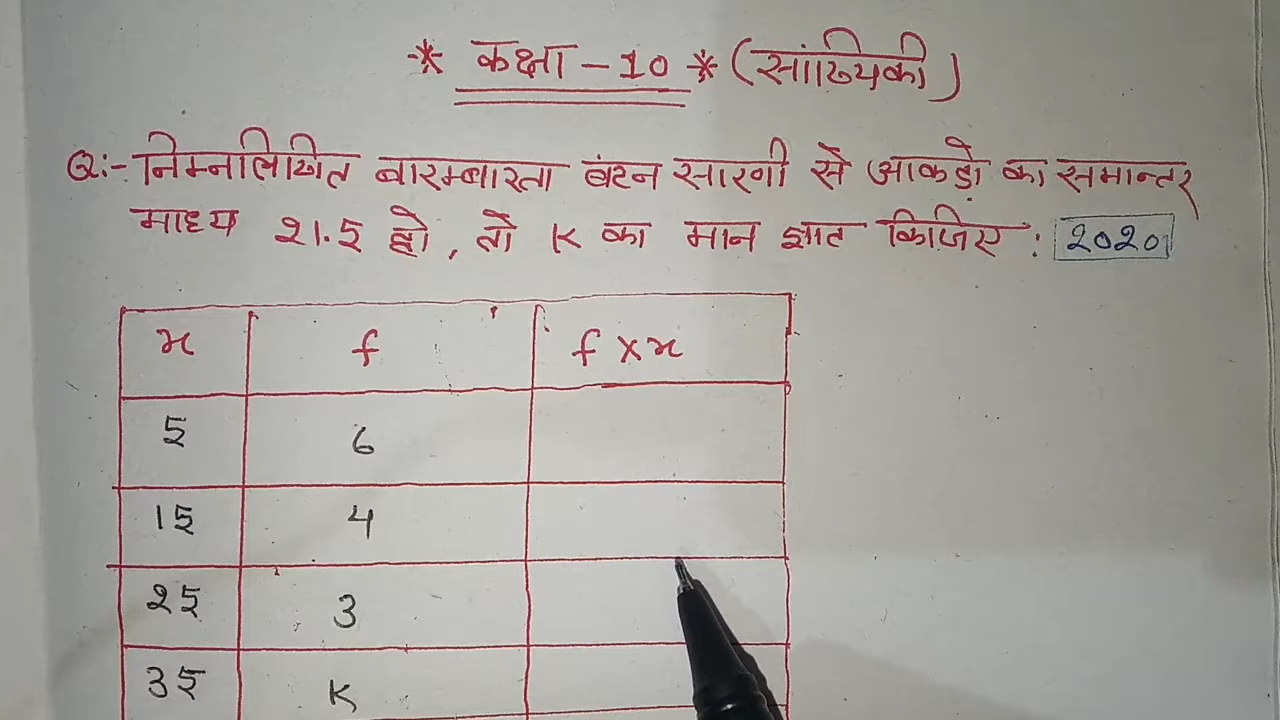 * कक्षा - 10 * (सांख्यिकी)
Q:- निम्नलिखित बारम्बारता बंटन सारणी से आकड़ो का समान्तर
माध्य 21.5 हो, तो K का मान ज्ञात किजिए : 2020
x f f × x
5 6
15 4
25 3
35 K